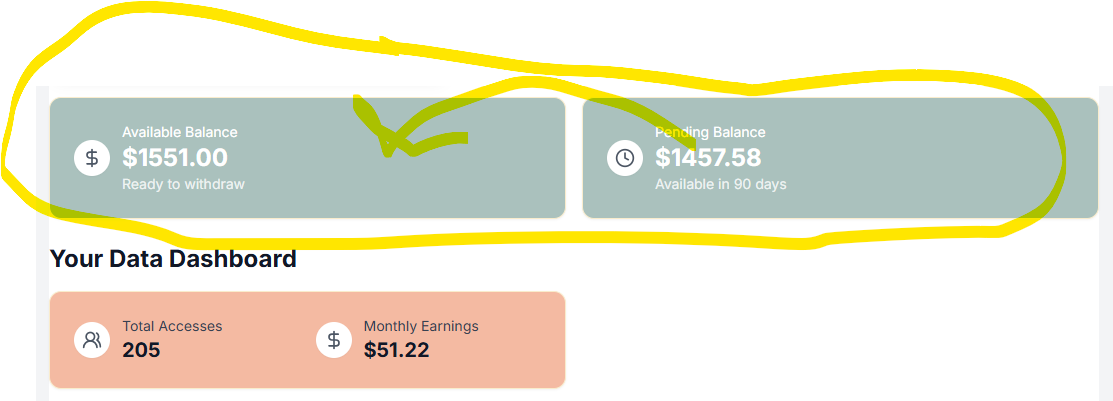 Available Balance
$1551.00
Ready to withdraw
Pending Balance
$1457.58
Available in 90 days
Your Data Dashboard
Total Accesses
205
Monthly Earnings
$51.22